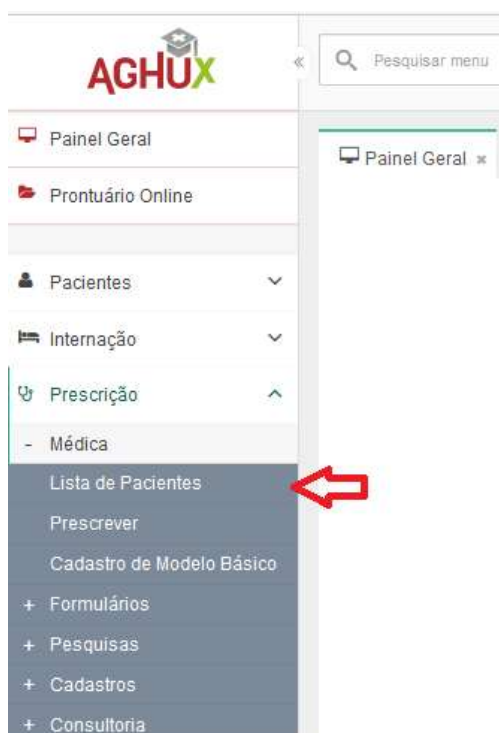 AGHUX
«
Pesquisar menu
Painel Geral
Painel Geral ×
Prontuário Online
Pacientes
Internação
Prescrição
- Médica
Lista de Pacientes
Prescrever
Cadastro de Modelo Básico
+ Formulários
+ Pesquisas
+ Cadastros
+ Consultoria